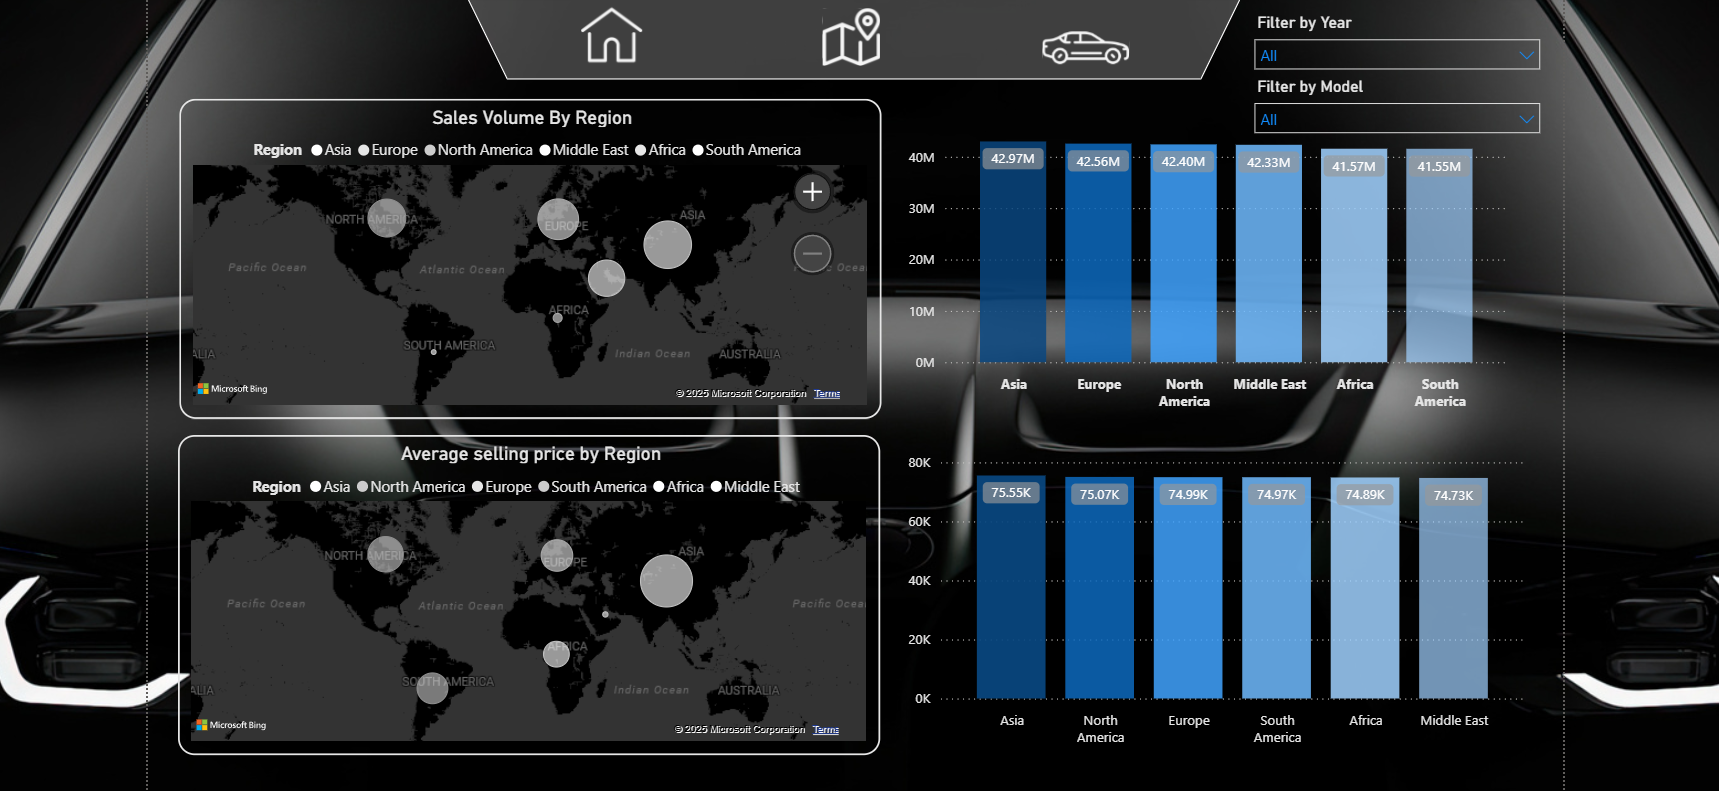 Filter by Year
All
Filter by Model
All
Sales Volume By Region
Region Asia Europe North America Middle East Africa South America
NORTH AMERICA
EUROPE
ASIA
Pacific Ocean
Atlantic Ocean
AFRICA
SOUTH AMERICA
Indian Ocean
AUSTRALIA
ALIA
Ocea
Microsoft Bing
© 2025 Microsoft Corporation Terms
40M
30M
20M
10M
0M
42.97M 42.56M 42.40M 42.33M 41.57M 41.55M
Asia Europe North America Middle East Africa South America
Average selling price by Region
Region Asia North America Europe South America Africa Middle East
NORTH AMERICA
EUROPE
ASIA
Pacific Ocean
Atlantic Ocean
Pacific Ocean
AFRICA
SOUTH AMERICA
Indian Ocean
AUSTRALIA
ALIA
Microsoft Bing
© 2025 Microsoft Corporation Terms
80K
60K
40K
20K
0K
75.55K 75.07K 74.99K 74.97K 74.89K 74.73K
Asia North America Europe South America Africa Middle East